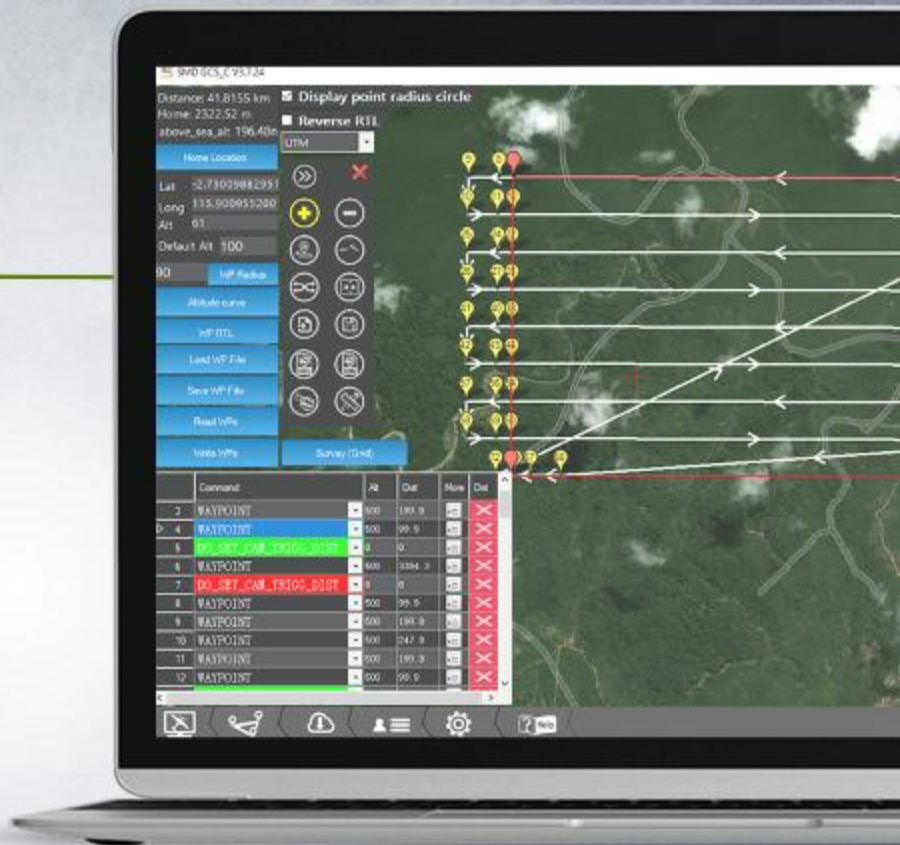 SMD GCS_C V3.7.24
Distance: 41.8155 km
Home: 2322.52 m
above_sea_alt: 196.48m
Display point radius circle
Reverse RTL
UTM
Home Location
Lat
Long
Alt 61
Default Alt 100
90 WP Radius
Altitude curve
WP RTL
Load WP File
Save WP File
Read WPs
Write WPs Survey (Grid)
Command Alt Dist More Del
3 WAYPOINT 500 199.9
4 WAYPOINT 500 99.9
5 DO_SET_CAM_TRIGG_DIST 0 0
6 WAYPOINT 500 3394.3
7 DO_SET_CAM_TRIGG_DIST 0 0
8 WAYPOINT 500 99.9
9 WAYPOINT 500 199.8
10 WAYPOINT 500 247.9
11 WAYPOINT 500 199.9
12 WAYPOINT 500 99.9